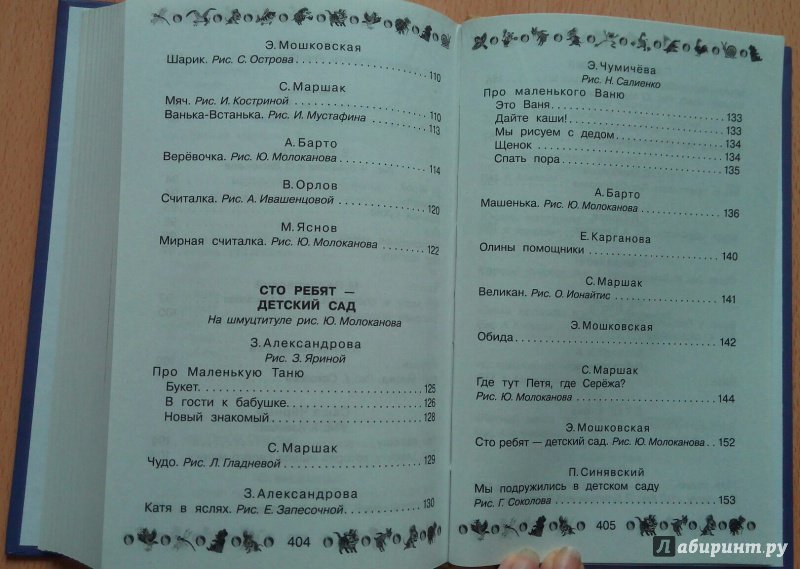 Э. Мошковская
Шарик. Рис. С. Острова 110
С. Маршак
Мяч. Рис. И. Костриной 110
Ванька-Встанька. Рис. И. Мустафина 113
А. Барто
Верёвочка. Рис. Ю. Молоканова 114
В. Орлов
Считалка. Рис. А. Ивашенцовой 120
М. Яснов
Мирная считалка. Рис. Ю. Молоканова 122
СТО РЕБЯТ —
ДЕТСКИЙ САД
На шмуцтитуле рис. Ю. Молоканова
З. Александрова
Рис. З. Яриной
Про Маленькую Таню
Букет. 125
В гости к бабушке. 126
Новый знакомый 128
С. Маршак
Чудо. Рис. Л. Гладневой 129
З. Александрова
Катя в яслях. Рис. Е. Запесочной 130
404
Э. Чумичёва
Рис. Н. Салиенко
Про маленького Ваню
Это Ваня. 133
Дайте каши! 133
Мы рисуем с дедом 134
Щенок 134
Спать пора 135
А. Барто
Машенька. Рис. Ю. Молоканова 136
Е. Карганова
Олины помощники 140
С. Маршак
Великан. Рис. О. Ионайтис 141
Э. Мошковская
Обида 142
С. Маршак
Где тут Петя, где Серёжа?
Рис. Ю. Молоканова 144
Э. Мошковская
Сто ребят — детский сад. Рис. Ю. Молоканова 152
П. Синявский
Мы подружились в детском саду
Рис. Г. Соколова 153
405
Лабиринт.ру